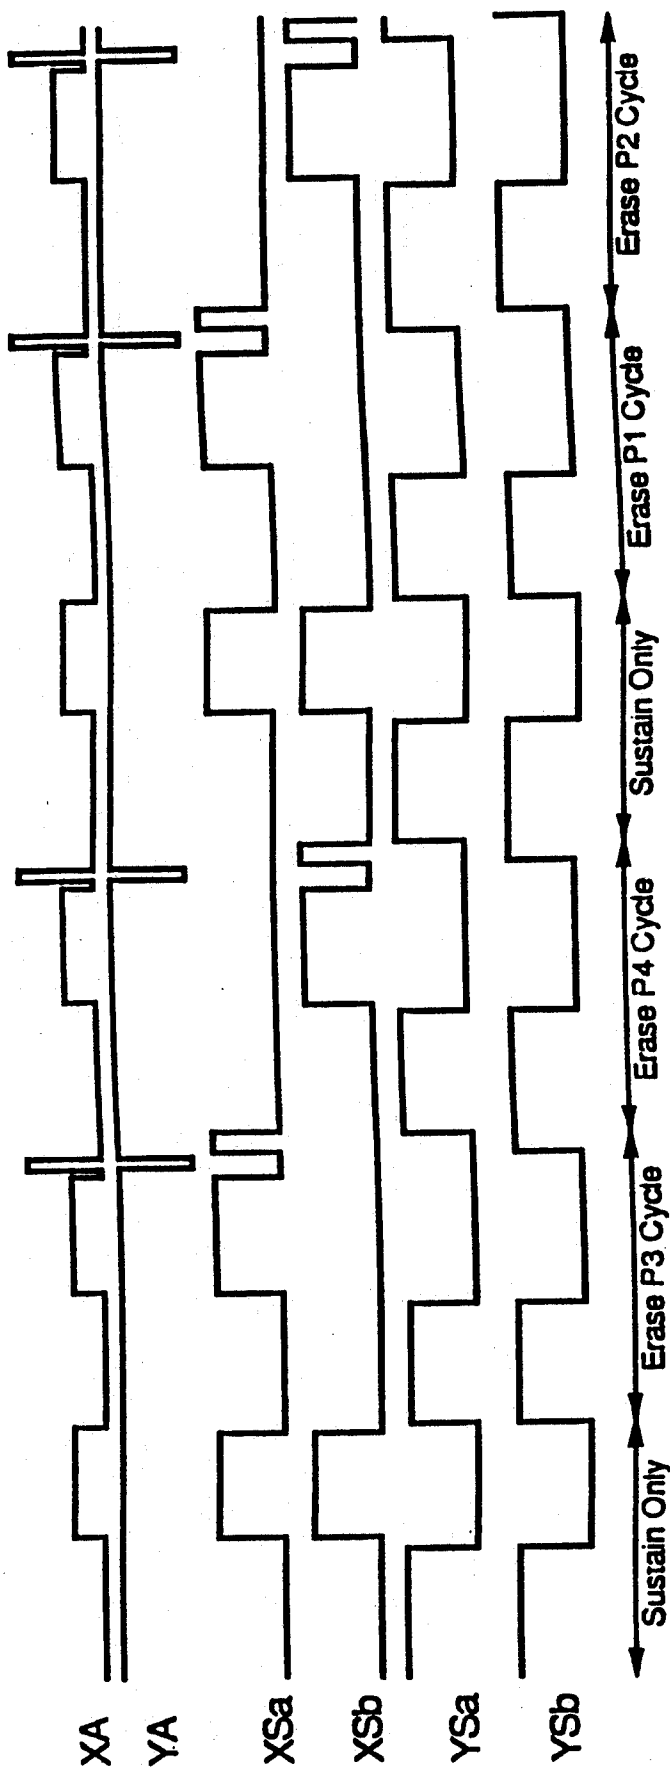 XA
YA
XSa
XSb
YSa
YSb
Sustain Only
Erase P3 Cycle
Erase P4 Cycle
Sustain Only
Erase P1 Cycle
Erase P2 Cycle